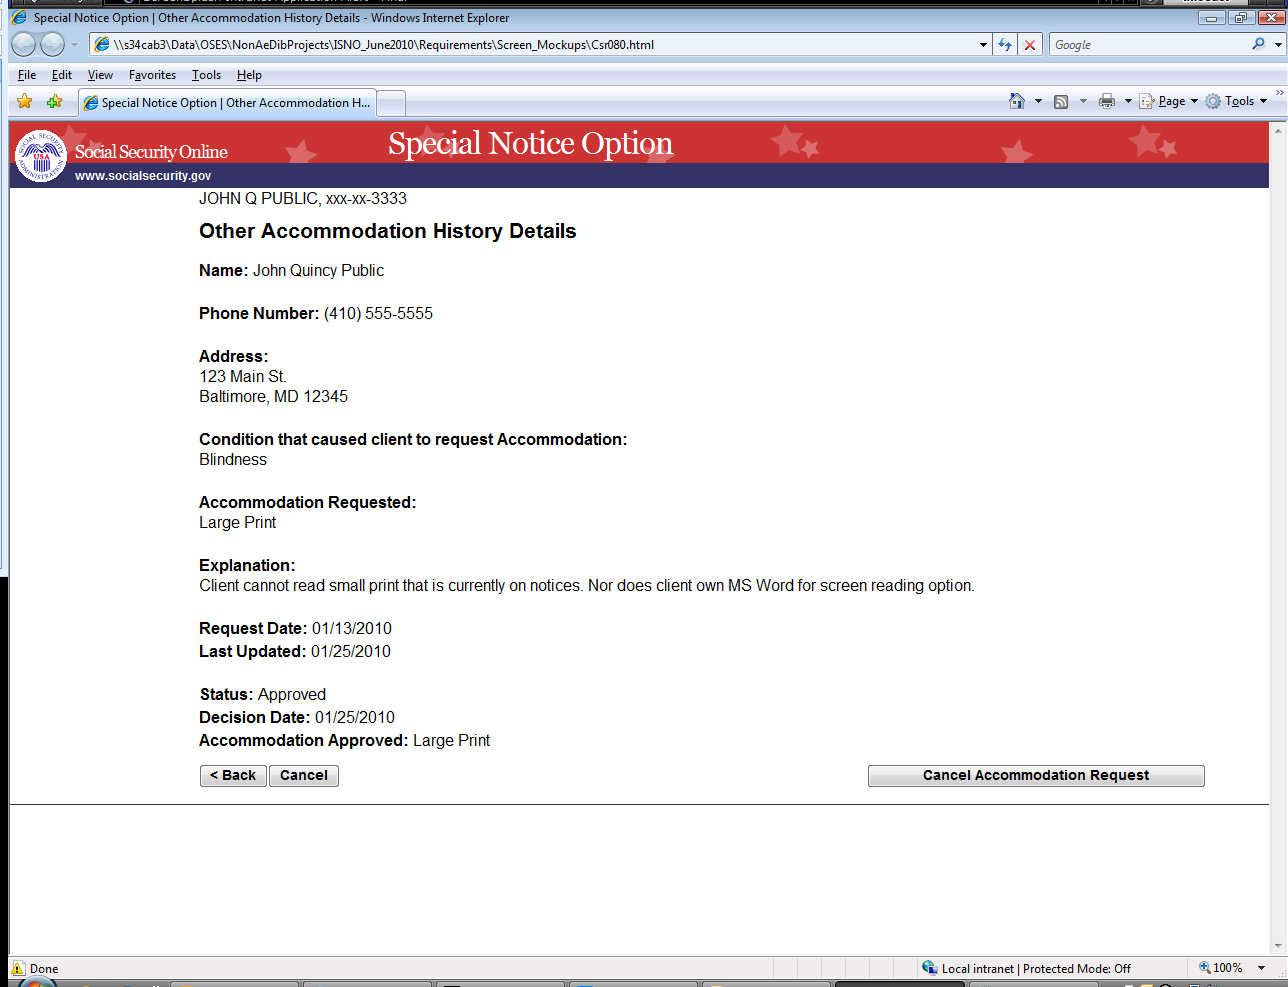 Special Notice Option | Other Accommodation History Details - Windows Internet Explorer
\\s34cab3\Data\OSES\NonAeDibProjects\ISNO_June2010\Requirements\Screen_Mockups\Csr080.html
Google
File Edit View Favorites Tools Help
Special Notice Option | Other Accommodation H...
Page Tools
Social Security Online
Special Notice Option
www.socialsecurity.gov
JOHN Q PUBLIC, xxx-xx-3333
Other Accommodation History Details
Name: John Quincy Public
Phone Number: (410) 555-5555
Address:
123 Main St.
Baltimore, MD 12345
Condition that caused client to request Accommodation:
Blindness
Accommodation Requested:
Large Print
Explanation:
Client cannot read small print that is currently on notices. Nor does client own MS Word for screen reading option.
Request Date: 01/13/2010
Last Updated: 01/25/2010
Status: Approved
Decision Date: 01/25/2010
Accommodation Approved: Large Print
< Back Cancel Cancel Accommodation Request
Done Local intranet | Protected Mode: Off 100%